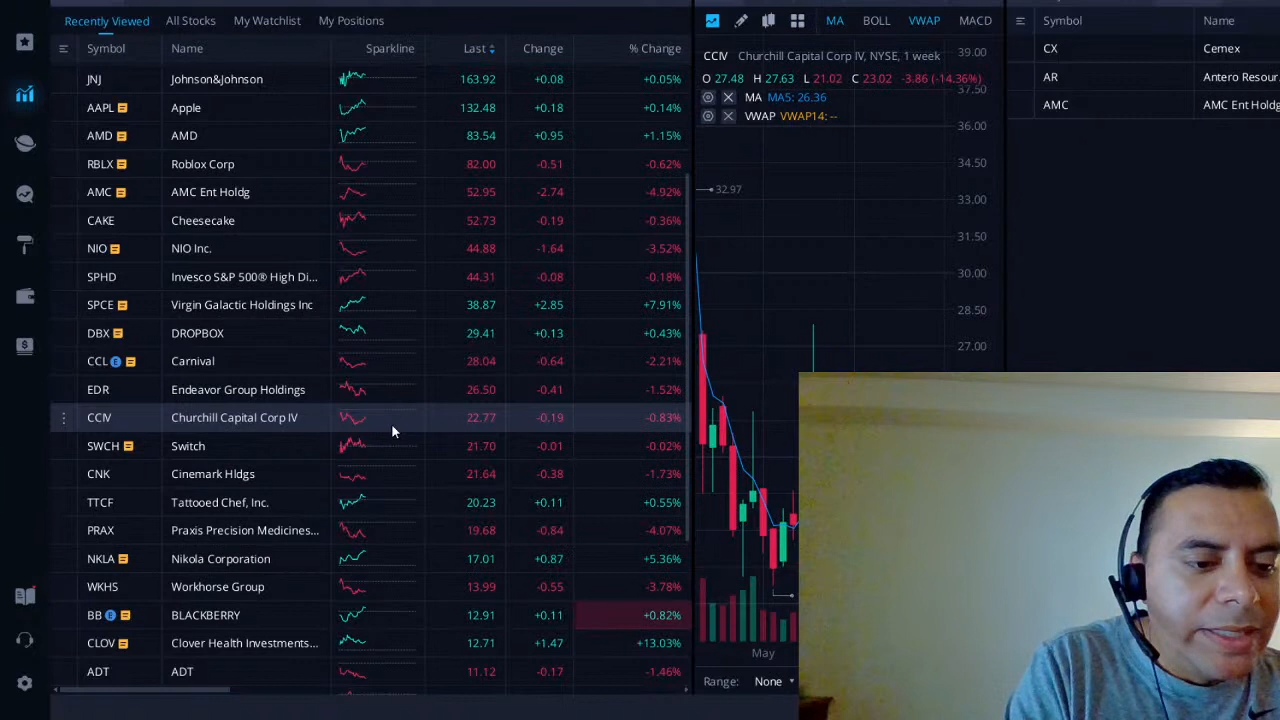 Recently Viewed All Stocks My Watchlist My Positions
Symbol Name Sparkline Last Change % Change
JNJ Johnson&Johnson 163.92 +0.08 +0.05%
AAPL Apple 132.48 +0.18 +0.14%
AMD AMD 83.54 +0.95 +1.15%
RBLX Roblox Corp 82.00 -0.51 -0.62%
AMC AMC Ent Holdg 52.95 -2.74 -4.92%
CAKE Cheesecake 52.73 -0.19 -0.36%
NIO NIO Inc. 44.88 -1.64 -3.52%
SPHD Invesco S&P 500® High Di... 44.31 -0.08 -0.18%
SPCE Virgin Galactic Holdings Inc 38.87 +2.85 +7.91%
DBX DROPBOX 29.41 +0.13 +0.43%
CCL E Carnival 28.04 -0.64 -2.21%
EDR Endeavor Group Holdings 26.50 -0.41 -1.52%
CCIV Churchill Capital Corp IV 22.77 -0.19 -0.83%
SWCH Switch 21.70 -0.01 -0.02%
CNK Cinemark Hldgs 21.64 -0.38 -1.73%
TTCF Tattooed Chef, Inc. 20.23 +0.11 +0.55%
PRAX Praxis Precision Medicines... 19.68 -0.84 -4.07%
NKLA Nikola Corporation 17.01 +0.87 +5.36%
WKHS Workhorse Group 13.99 -0.55 -3.78%
BB E BLACKBERRY 12.91 +0.11 +0.82%
CLOV Clover Health Investments... 12.71 +1.47 +13.03%
ADT ADT 11.12 -0.17 -1.46%
MA BOLL VWAP MACD
CCIV Churchill Capital Corp IV, NYSE, 1 week
O 27.48 H 27.63 L 21.02 C 23.02 -3.86 (-14.36%)
MA MA5: 26.36
VWAP VWAP14: --
39.00
37.50
36.00
34.50
32.97
33.00
31.50
30.00
28.50
27.00
May
Range: None
Symbol Name
CX Cemex
AR Antero Resour
AMC AMC Ent Holdg